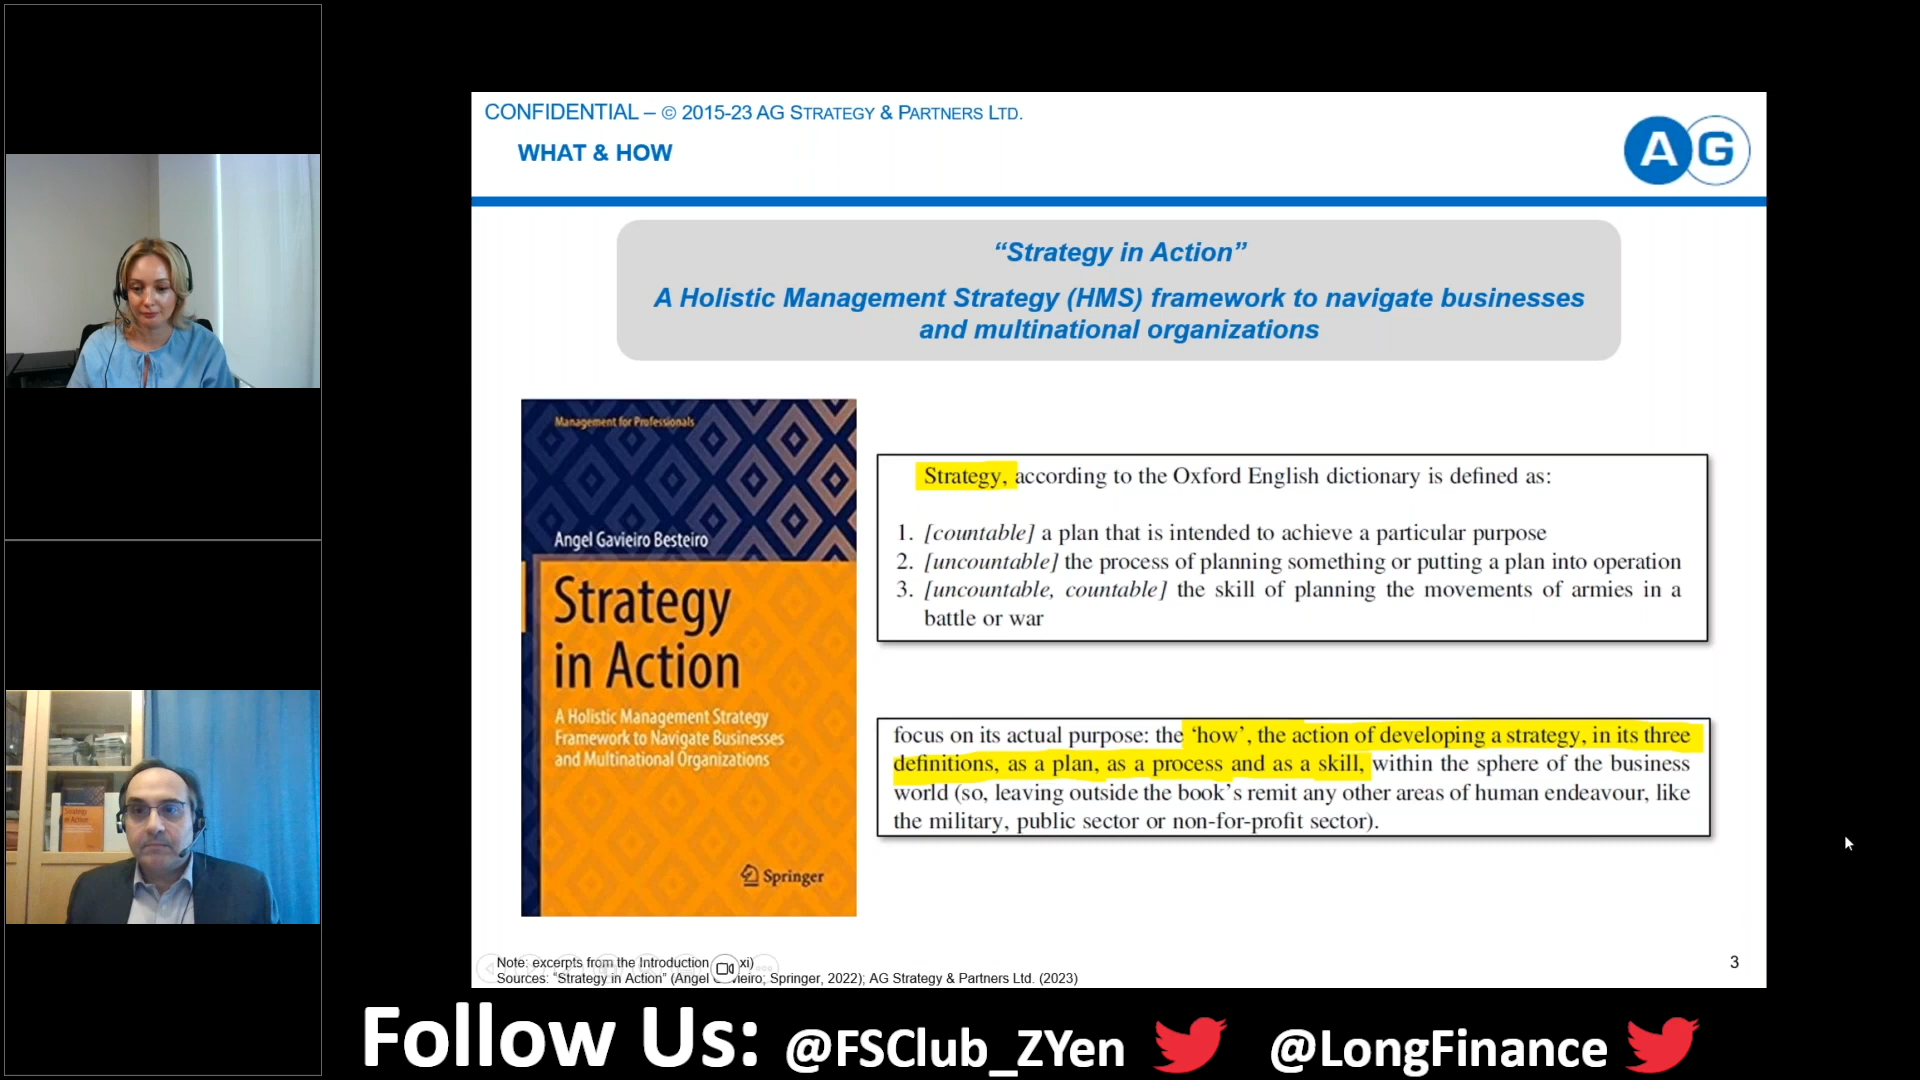 CONFIDENTIAL – © 2015-23 AG STRATEGY & PARTNERS LTD.
WHAT & HOW
AG
“Strategy in Action”
A Holistic Management Strategy (HMS) framework to navigate businesses
and multinational organizations
Management for Professionals
Angel Gavieiro Besteiro
Strategy
in Action
A Holistic Management Strategy
Framework to Navigate Businesses
and Multinational Organizations
Springer
Strategy, according to the Oxford English dictionary is defined as:
1. [countable] a plan that is intended to achieve a particular purpose
2. [uncountable] the process of planning something or putting a plan into operation
3. [uncountable, countable] the skill of planning the movements of armies in a
battle or war
focus on its actual purpose: the ‘how’, the action of developing a strategy, in its three
definitions, as a plan, as a process and as a skill, within the sphere of the business
world (so, leaving outside the book’s remit any other areas of human endeavour, like
the military, public sector or non-for-profit sector).
Note: excerpts from the Introduction xi)
Sources: “Strategy in Action” (Angel Springer, 2022); AG Strategy & Partners Ltd. (2023)
3
Strategy
in Action
Follow Us: @FSClub_ZYen @LongFinance